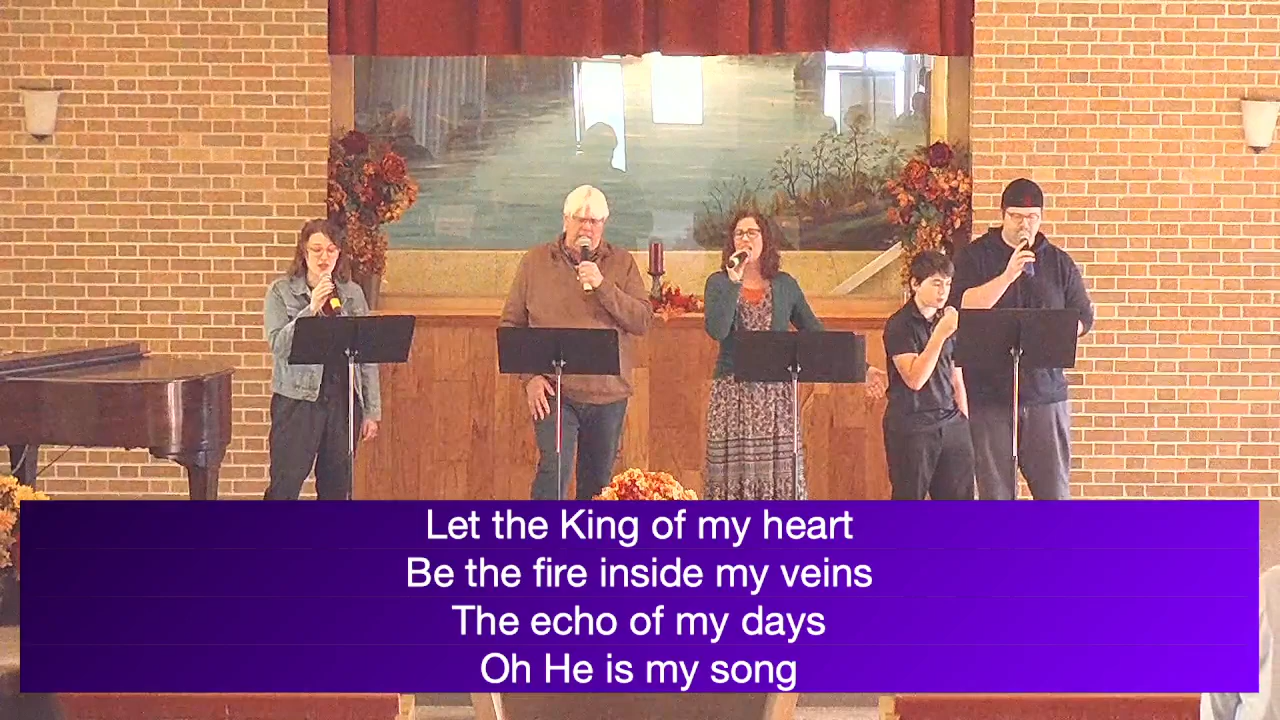 Let the King of my heart
Be the fire inside my veins
The echo of my days
Oh He is my song